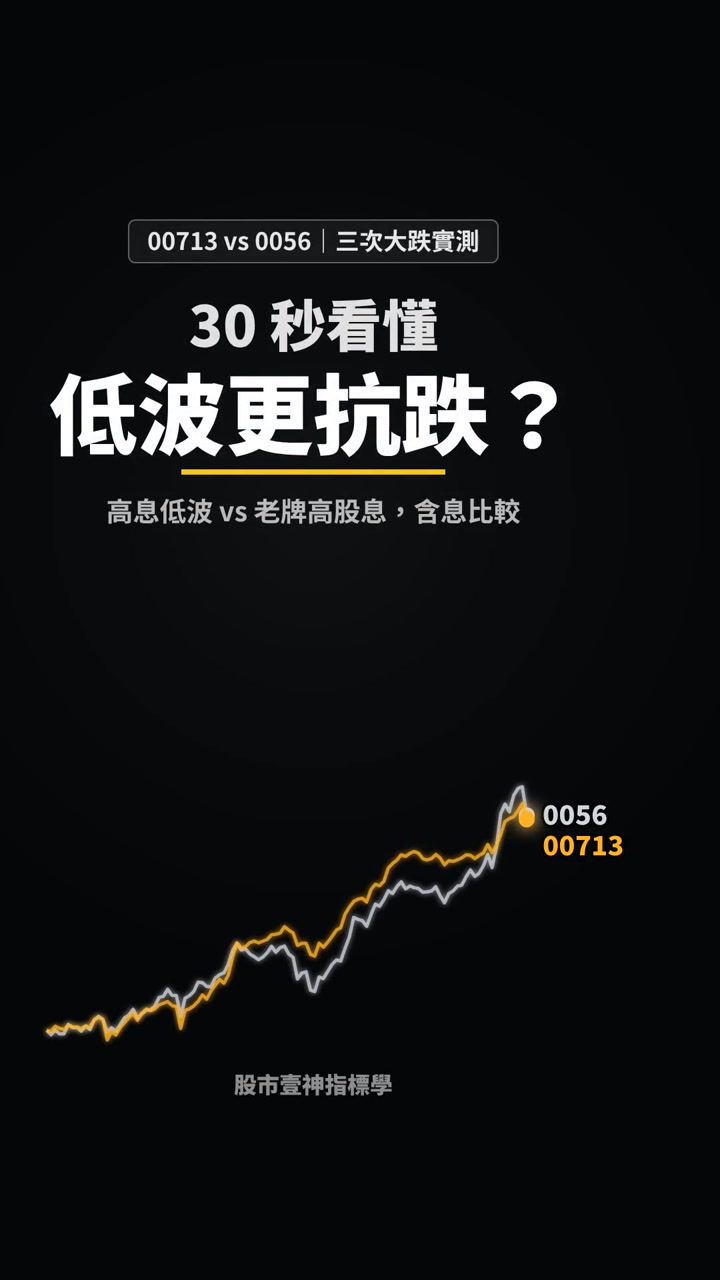 00713 vs 0056｜三次大跌實測
30 秒看懂
低波更抗跌？
高息低波 vs 老牌高股息，含息比較
0056
00713
股市壹神指標學